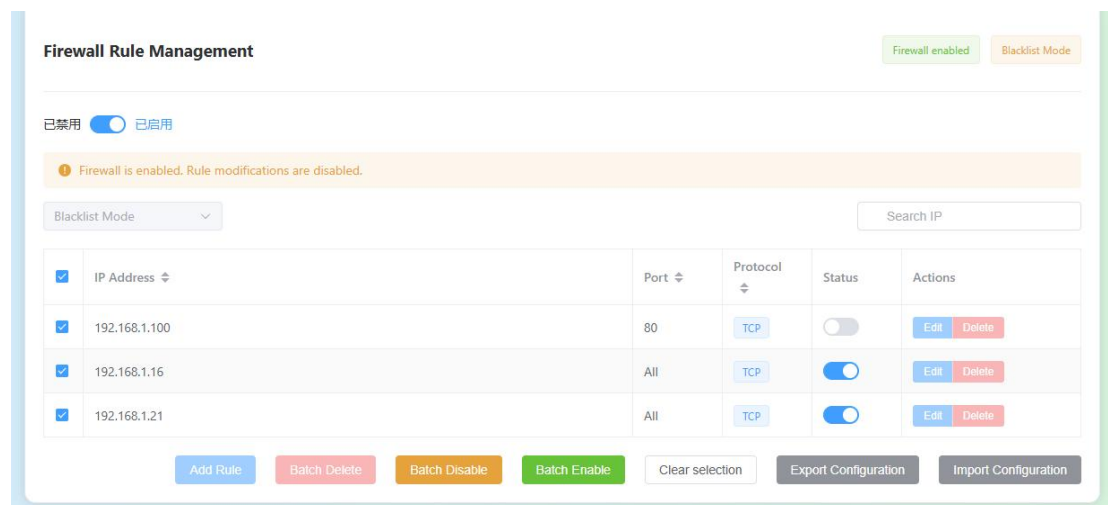 Firewall Rule Management
Firewall enabled
Blacklist Mode
已禁用 已启用
Firewall is enabled. Rule modifications are disabled.
Blacklist Mode
Search IP
IP Address Port Protocol Status Actions
192.168.1.100 80 TCP Edit Delete
192.168.1.16 All TCP Edit Delete
192.168.1.21 All TCP Edit Delete
Add Rule Batch Delete Batch Disable Batch Enable Clear selection Export Configuration Import Configuration